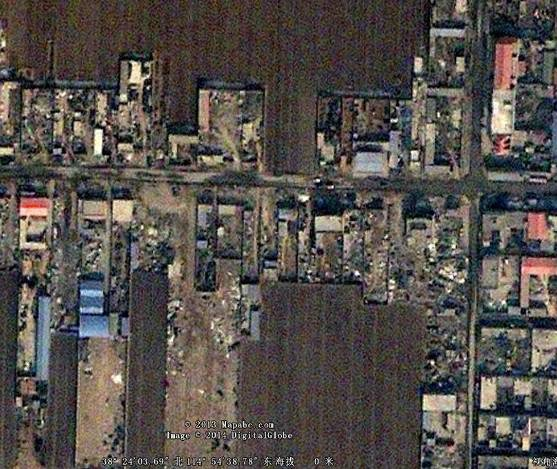 © 2013 Mapabc.com
Image © 2014 DigitalGlobe
38° 24'03.69" 北 114° 54'38.78" 东 海拔 0 米